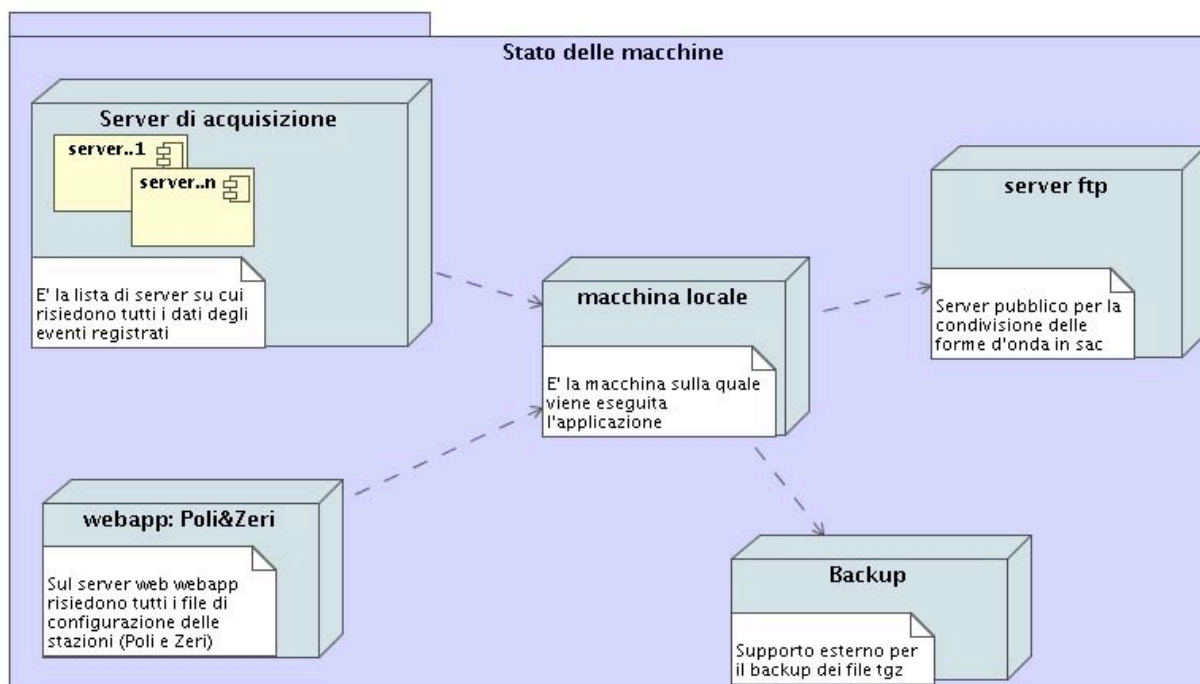 Stato delle macchine
Server di acquisizione
server..1
server..n
E' la lista di server su cui
risiedono tutti i dati degli
eventi registrati
macchina locale
E' la macchina sulla quale
viene eseguita
l'applicazione
server ftp
Server pubblico per la
condivisione delle
forme d'onda in sac
webapp: Poli&Zeri
Sul server web webapp
risiedono tutti i file di
configurazione delle
stazioni (Poli e Zeri)
Backup
Supporto esterno per
il backup dei file tgz